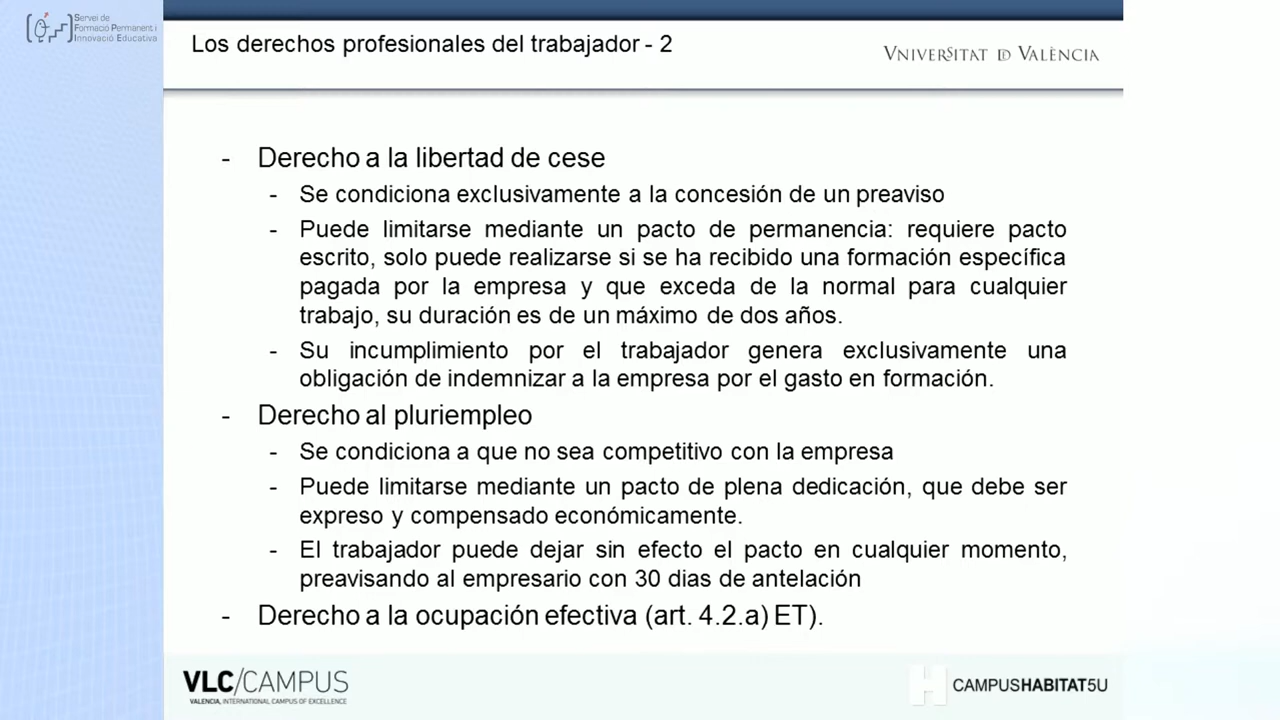 Servei de
Formació Permanent i
Innovació Educativa
Los derechos profesionales del trabajador - 2
VNIVERSITAT D VALÈNCIA
- Derecho a la libertad de cese
- Se condiciona exclusivamente a la concesión de un preaviso
- Puede limitarse mediante un pacto de permanencia: requiere pacto
escrito, solo puede realizarse si se ha recibido una formación específica
pagada por la empresa y que exceda de la normal para cualquier
trabajo, su duración es de un máximo de dos años.
- Su incumplimiento por el trabajador genera exclusivamente una
obligación de indemnizar a la empresa por el gasto en formación.
- Derecho al pluriempleo
- Se condiciona a que no sea competitivo con la empresa
- Puede limitarse mediante un pacto de plena dedicación, que debe ser
expreso y compensado económicamente.
- El trabajador puede dejar sin efecto el pacto en cualquier momento,
preavisando al empresario con 30 dias de antelación
- Derecho a la ocupación efectiva (art. 4.2.a) ET).
VLC/CAMPUS
VALENCIA, INTERNATIONAL CAMPUS OF EXCELLENCE
H CAMPUSHABITAT5U